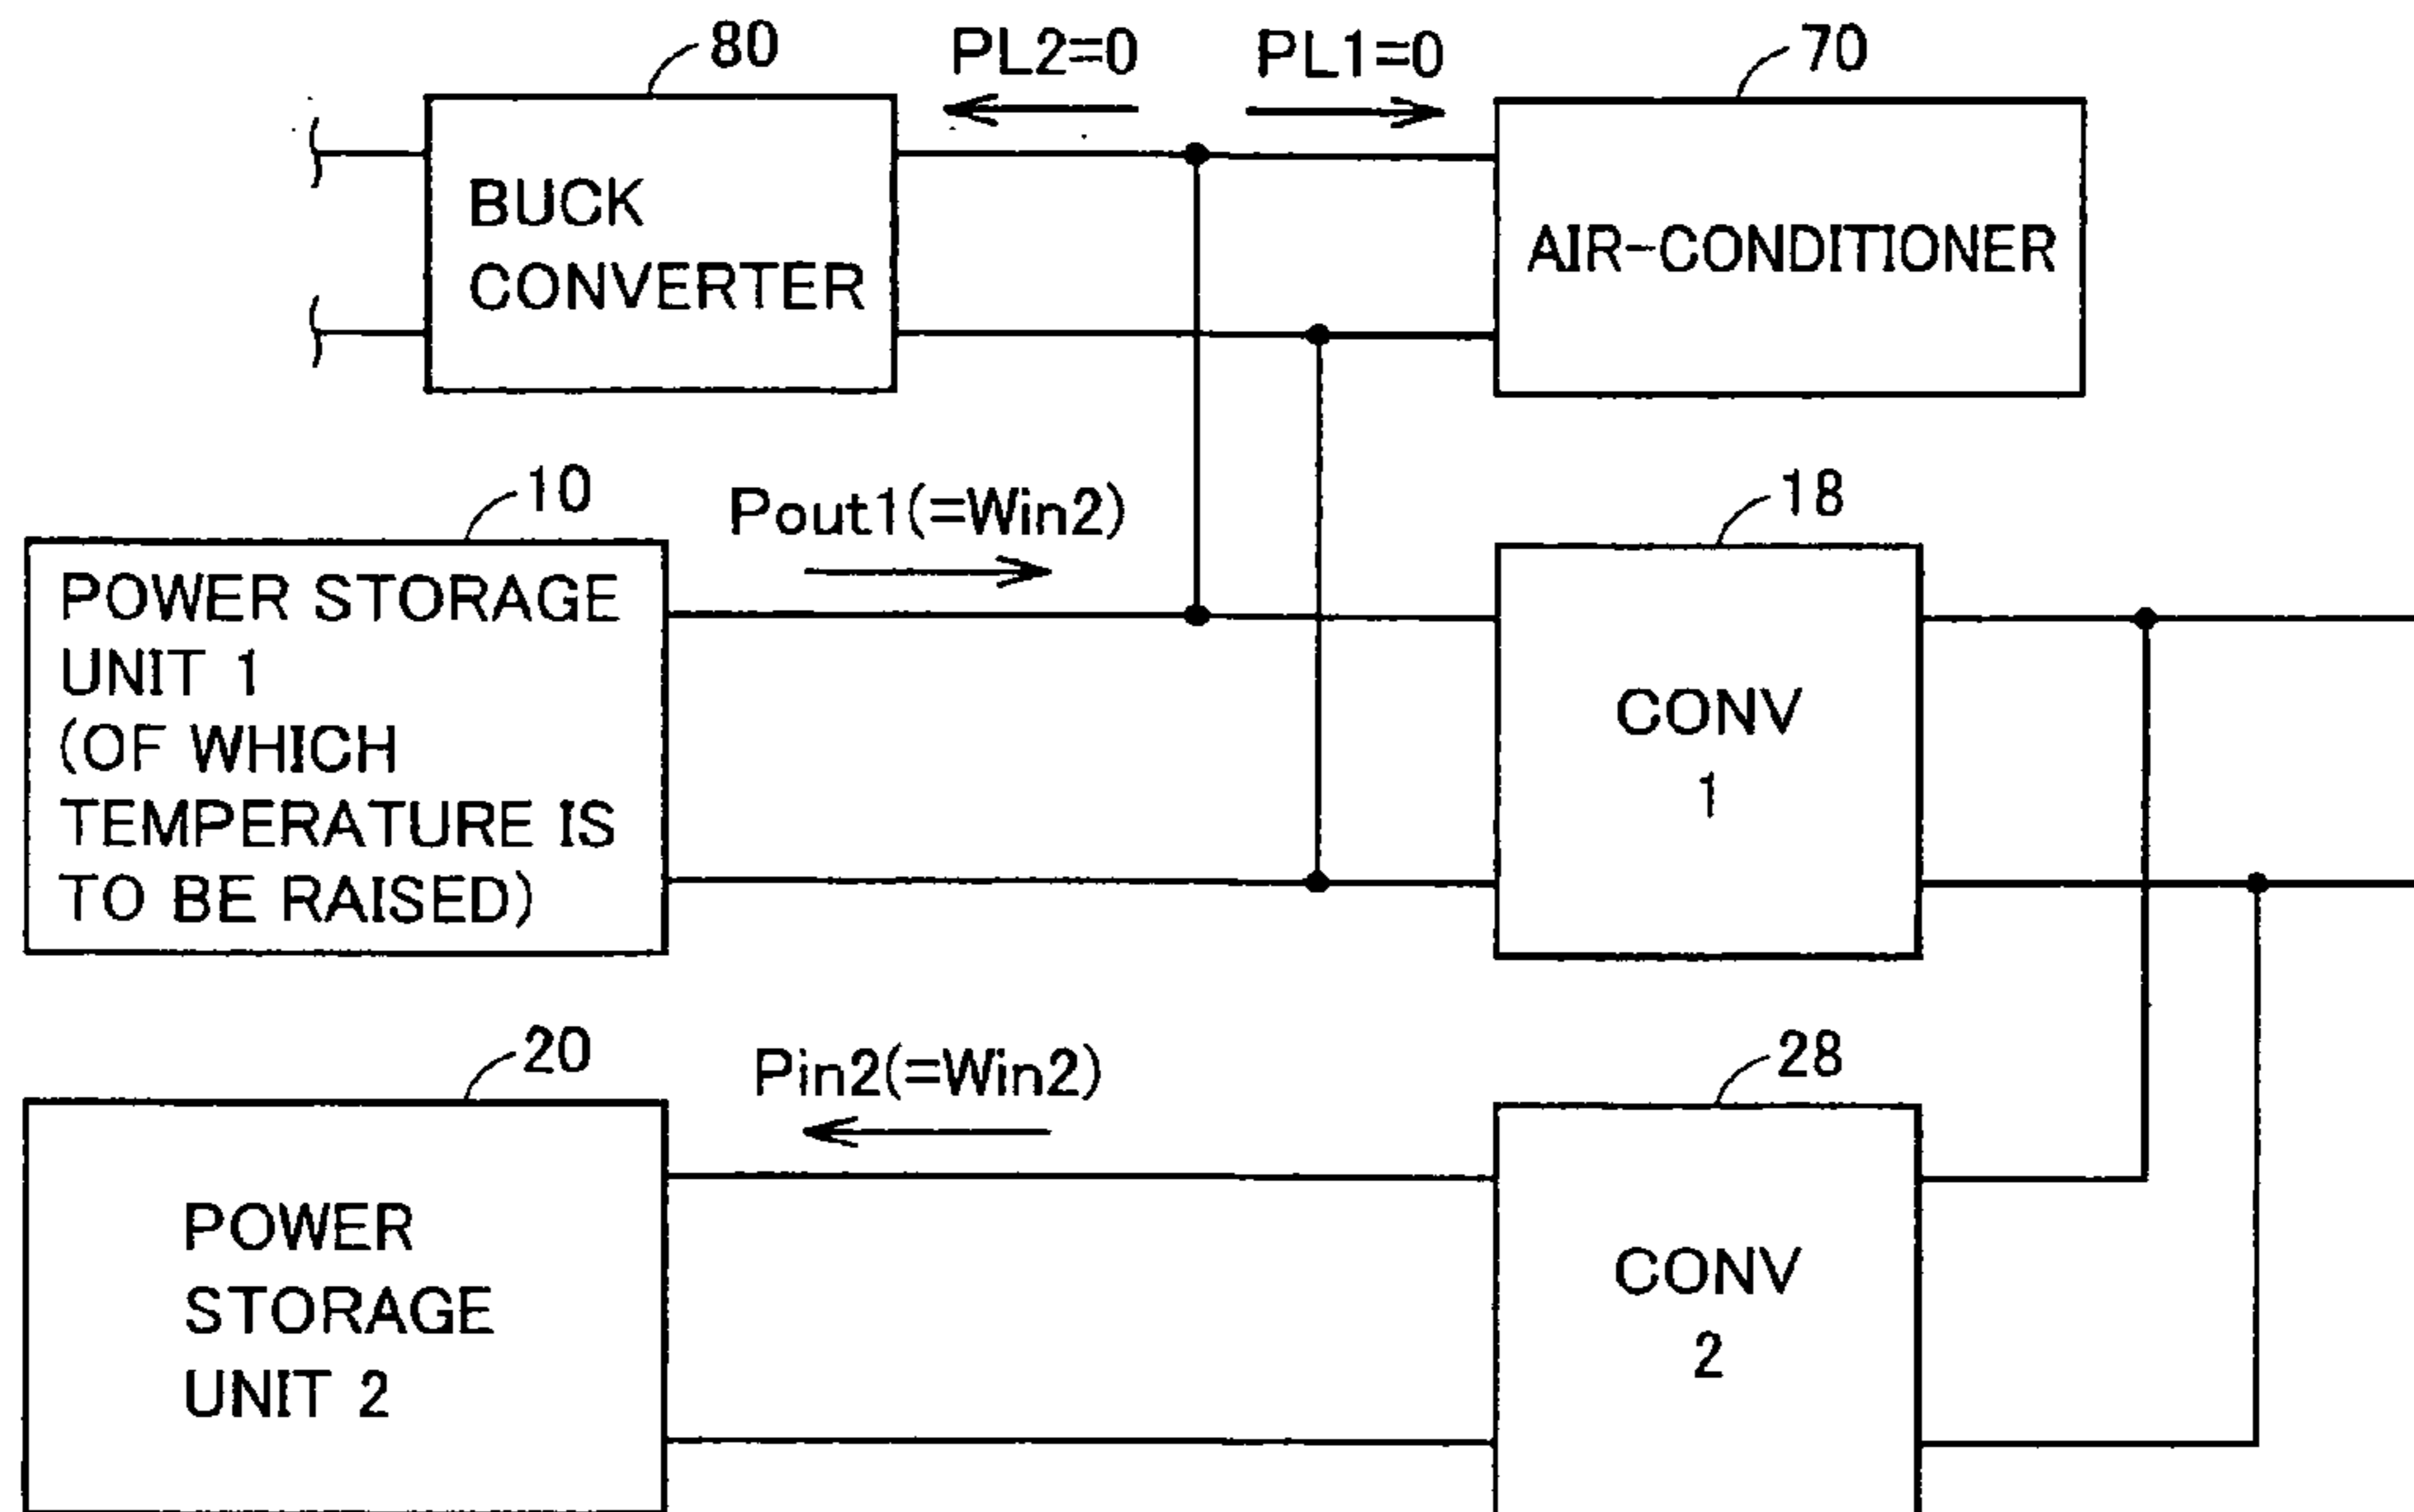 80
PL2=0
PL1=0
70
BUCK
CONVERTER
AIR-CONDITIONER
10
Pout1(=Win2)
18
POWER STORAGE
UNIT 1
(OF WHICH
TEMPERATURE IS
TO BE RAISED)
CONV
1
20
Pin2(=Win2)
28
POWER
STORAGE
UNIT 2
CONV
2